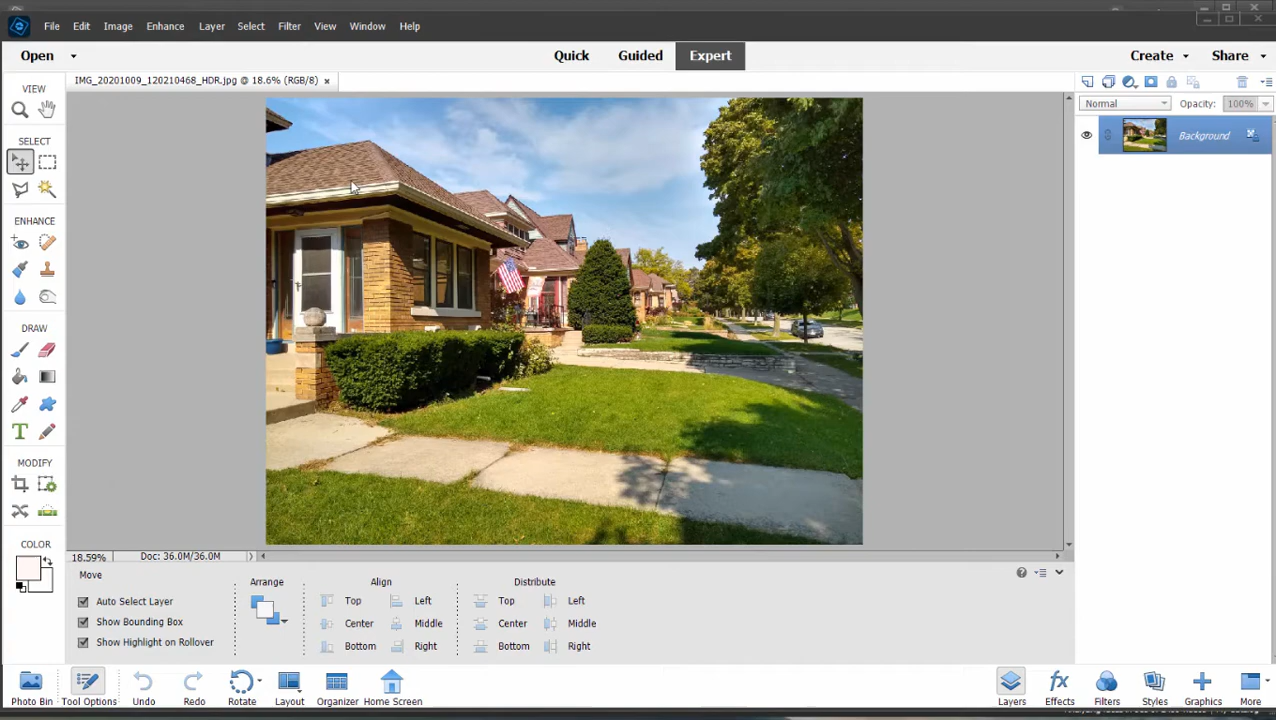 File Edit Image Enhance Layer Select Filter View Window Help
Open Quick Guided Expert Create Share
VIEW IMG_20201009_120210468_HDR.jpg @ 18.6% (RGB/8) ×
Normal Opacity: 100%
Background
SELECT
ENHANCE
DRAW
T
MODIFY
COLOR
18.59% Doc: 36.0M/36.0M
Move Arrange Align Distribute
Auto Select Layer Top Left Top Left
Show Bounding Box Center Middle Center Middle
Show Highlight on Rollover Bottom Right Bottom Right
Photo Bin Tool Options Undo Redo Rotate Layout Organizer Home Screen Layers Effects Filters Styles Graphics More